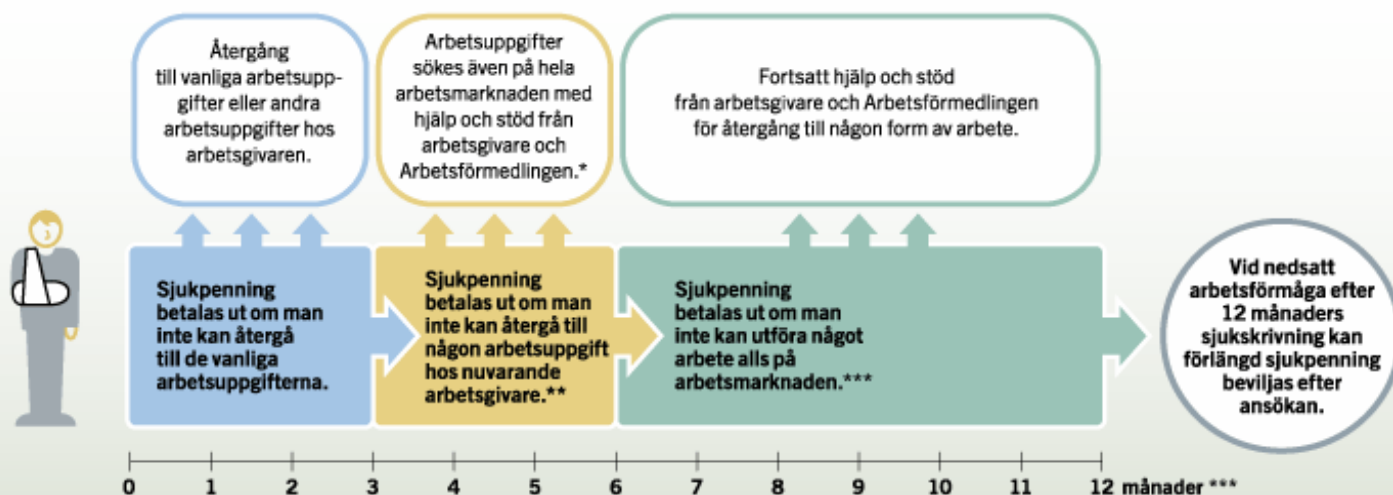 Återgång
till vanliga arbetsupp-
gifter eller andra
arbetsuppgifter hos
arbetsgivaren.
Arbetsuppgifter
sökes även på hela
arbetsmarknaden med
hjälp och stöd från
arbetsgivare och
Arbetsförmedlingen.*
Fortsatt hjälp och stöd
från arbetsgivare och Arbetsförmedlingen
för återgång till någon form av arbete.
Sjukpenning
betalas ut om man
inte kan återgå
till de vanliga
arbetsuppgifterna.
Sjukpenning
betalas ut om man
inte kan återgå till
någon arbetsuppgift
hos nuvarande
arbetsgivare.**
Sjukpenning
betalas ut om man
inte kan utföra något
arbete alls på
arbetsmarknaden.***
Vid nedsatt
arbetsförmåga efter
12 månaders
sjukskrivning kan
förlängd sjukpenning
beviljas efter
ansökan.
0 1 2 3 4 5 6 7 8 9 10 11 12 månader ***